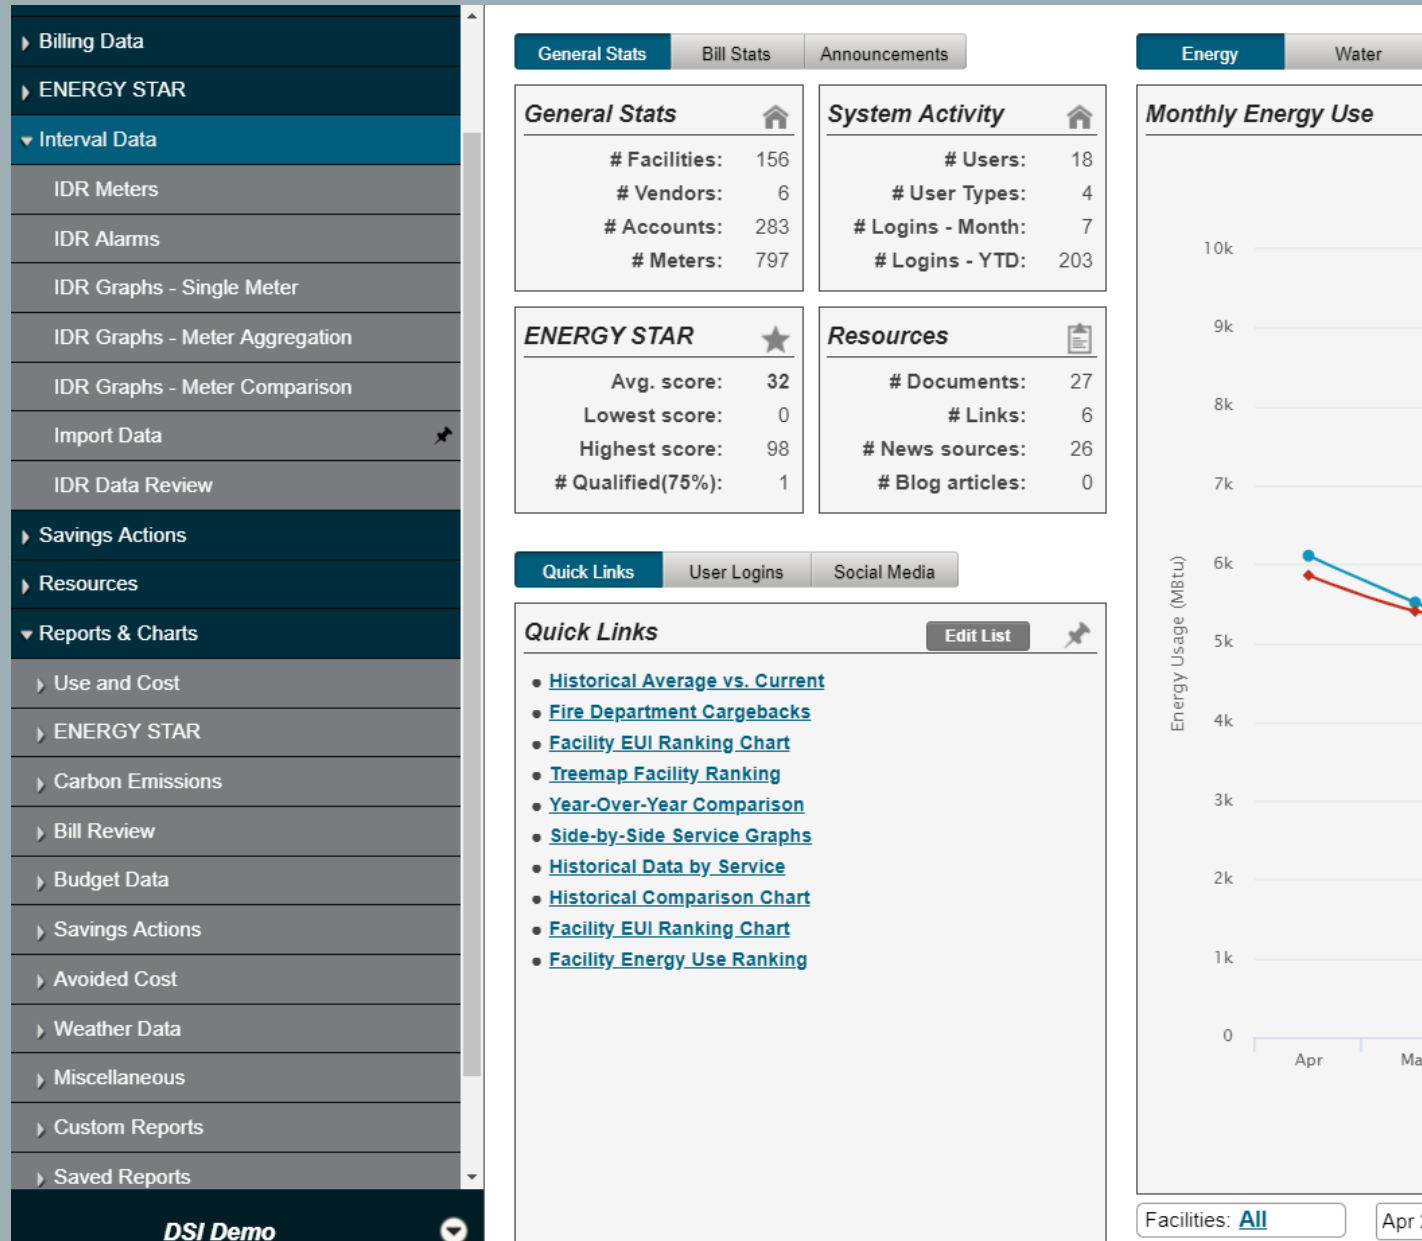 Billing Data
ENERGY STAR
Interval Data
IDR Meters
IDR Alarms
IDR Graphs - Single Meter
IDR Graphs - Meter Aggregation
IDR Graphs - Meter Comparison
Import Data
IDR Data Review
Savings Actions
Resources
Reports & Charts
Use and Cost
ENERGY STAR
Carbon Emissions
Bill Review
Budget Data
Savings Actions
Avoided Cost
Weather Data
Miscellaneous
Custom Reports
Saved Reports
DSI Demo
General Stats Bill Stats Announcements
General Stats
# Facilities: 156
# Vendors: 6
# Accounts: 283
# Meters: 797
System Activity
# Users: 18
# User Types: 4
# Logins - Month: 7
# Logins - YTD: 203
ENERGY STAR
Avg. score: 32
Lowest score: 0
Highest score: 98
# Qualified(75%): 1
Resources
# Documents: 27
# Links: 6
# News sources: 26
# Blog articles: 0
Quick Links User Logins Social Media
Quick Links Edit List
Historical Average vs. Current
Fire Department Cargebacks
Facility EUI Ranking Chart
Treemap Facility Ranking
Year-Over-Year Comparison
Side-by-Side Service Graphs
Historical Data by Service
Historical Comparison Chart
Facility EUI Ranking Chart
Facility Energy Use Ranking
Energy Water
Monthly Energy Use
Energy Usage (MBtu)
10k
9k
8k
7k
6k
5k
4k
3k
2k
1k
0
Apr Ma
Facilities: All
Apr